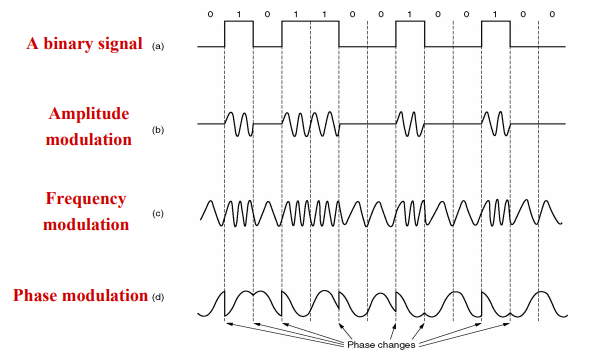 0 1 0 1 1 0 0 1 0 0 1 0 0
A binary signal (a)
Amplitude
modulation
(b)
Frequency
modulation
(c)
Phase modulation (d)
Phase changes